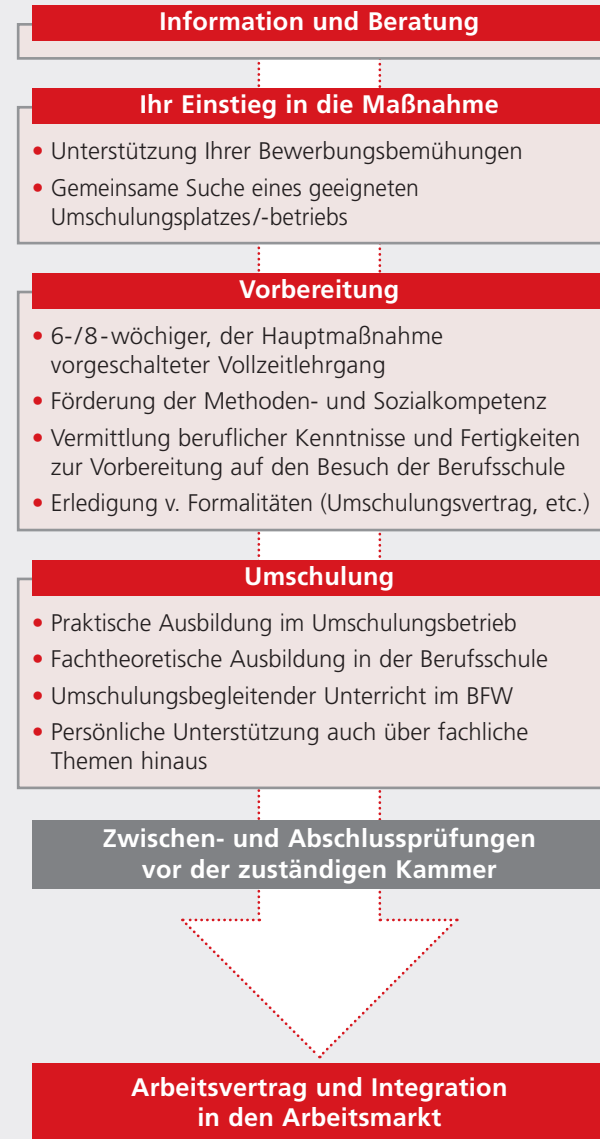 Information und Beratung
Ihr Einstieg in die Maßnahme
• Unterstützung Ihrer Bewerbungsbemühungen
• Gemeinsame Suche eines geeigneten
Umschulungsplatzes/-betriebs
Vorbereitung
• 6-/8-wöchiger, der Hauptmaßnahme
vorgeschalteter Vollzeitlehrgang
• Förderung der Methoden- und Sozialkompetenz
• Vermittlung beruflicher Kenntnisse und Fertigkeiten
zur Vorbereitung auf den Besuch der Berufsschule
• Erledigung v. Formalitäten (Umschulungsvertrag, etc.)
Umschulung
• Praktische Ausbildung im Umschulungsbetrieb
• Fachtheoretische Ausbildung in der Berufsschule
• Umschulungsbegleitender Unterricht im BFW
• Persönliche Unterstützung auch über fachliche
Themen hinaus
Zwischen- und Abschlussprüfungen
vor der zuständigen Kammer
Arbeitsvertrag und Integration
in den Arbeitsmarkt